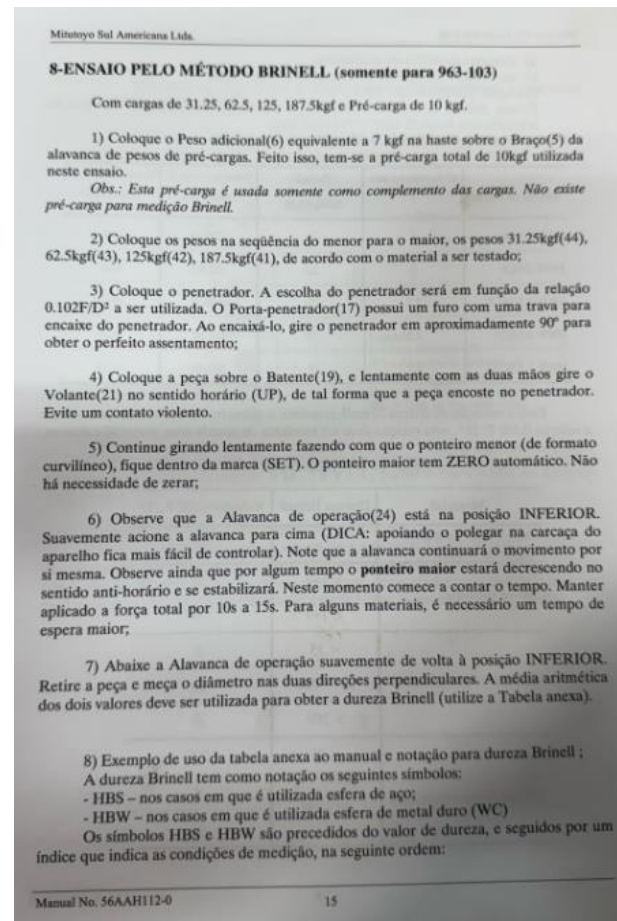 Mitutoyo Sul Americana Ltda.
8-ENSAIO PELO MÉTODO BRINELL (somente para 963-103)
Com cargas de 31.25, 62.5, 125, 187.5kgf e Pré-carga de 10 kgf.
1) Coloque o Peso adicional(6) equivalente a 7 kgf na haste sobre o Braço(5) da
alavanca de pesos de pré-cargas. Feito isso, tem-se a pré-carga total de 10kgf utilizada
neste ensaio.
Obs.: Esta pré-carga é usada somente como complemento das cargas. Não existe
pré-carga para medição Brinell.
2) Coloque os pesos na seqüência do menor para o maior, os pesos 31.25kgf(44),
62.5kgf(43), 125kgf(42), 187.5kgf(41), de acordo com o material a ser testado;
3) Coloque o penetrador. A escolha do penetrador será em função da relação
0.102F/D² a ser utilizada. O Porta-penetrador(17) possui um furo com uma trava para
encaixe do penetrador. Ao encaixá-lo, gire o penetrador em aproximadamente 90º para
obter o perfeito assentamento;
4) Coloque a peça sobre o Batente(19), e lentamente com as duas mãos gire o
Volante(21) no sentido horário (UP), de tal forma que a peça encoste no penetrador.
Evite um contato violento.
5) Continue girando lentamente fazendo com que o ponteiro menor (de formato
curvilíneo), fique dentro da marca (SET). O ponteiro maior tem ZERO automático. Não
há necessidade de zerar;
6) Observe que a Alavanca de operação(24) está na posição INFERIOR.
Suavemente acione a alavanca para cima (DICA: apoiando o polegar na carcaça do
aparelho fica mais fácil de controlar). Note que a alavanca continuará o movimento por
si mesma. Observe ainda que por algum tempo o ponteiro maior estará decrescendo no
sentido anti-horário e se estabilizará. Neste momento comece a contar o tempo. Manter
aplicado a força total por 10s a 15s. Para alguns materiais, é necessário um tempo de
espera maior;
7) Abaixe a Alavanca de operação suavemente de volta à posição INFERIOR.
Retire a peça e meça o diâmetro nas duas direções perpendiculares. A média aritmética
dos dois valores deve ser utilizada para obter a dureza Brinell (utilize a Tabela anexa).
8) Exemplo de uso da tabela anexa ao manual e notação para dureza Brinell ;
A dureza Brinell tem como notação os seguintes símbolos:
- HBS – nos casos em que é utilizada esfera de aço;
- HBW – nos casos em que é utilizada esfera de metal duro (WC)
Os símbolos HBS e HBW são precedidos do valor de dureza, e seguidos por um
índice que indica as condições de medição, na seguinte ordem:
Manual No. 56AAH112-0 15